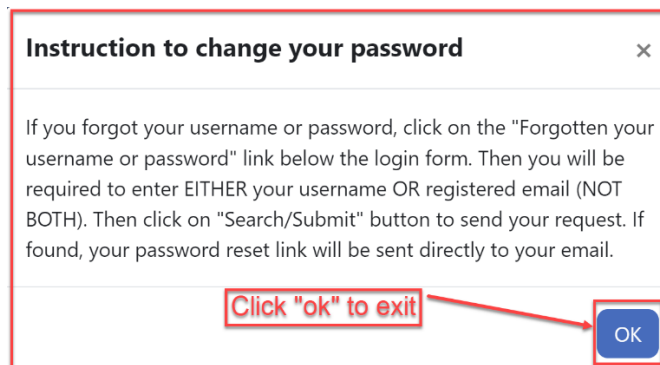 Instruction to change your password ×
If you forgot your username or password, click on the "Forgotten your
username or password" link below the login form. Then you will be
required to enter EITHER your username OR registered email (NOT
BOTH). Then click on "Search/Submit" button to send your request. If
found, your password reset link will be sent directly to your email.
Click "ok" to exit
OK